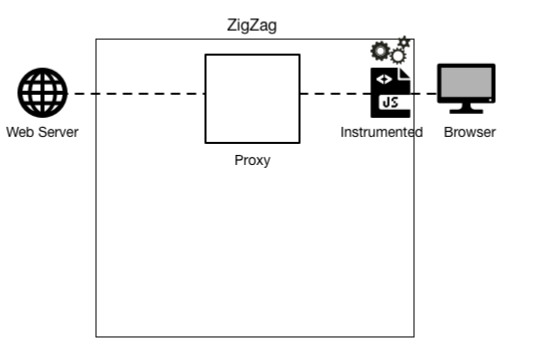 ZigZag
JS
Web Server
Instrumented
Browser
Proxy